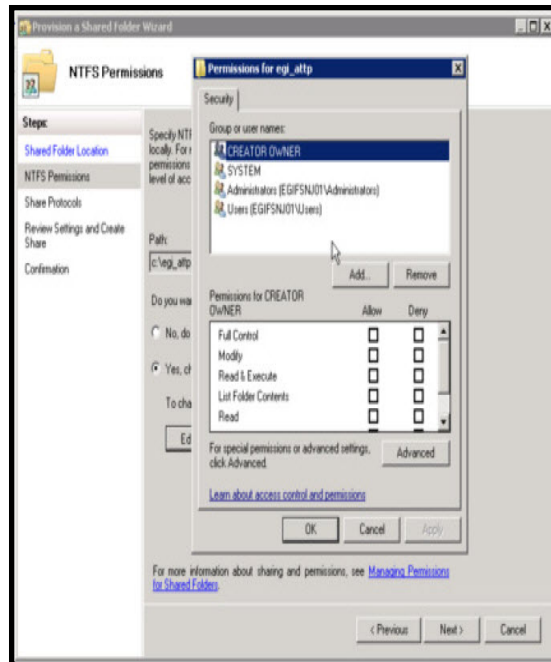 Provision a Shared Folder Wizard
NTFS Permissions
Steps:
Shared Folder Location
NTFS Permissions
Share Protocols
Review Settings and Create
Share
Confirmation
Specify NTF
locally. For
permissions
level of acc
Path:
c:\egi_attp
Do you wa
No, do
Yes, ch
To cha
Ed
Permissions for egi_attp
Security
Group or user names:
CREATOR OWNER
SYSTEM
Administrators (EGIFSNJ01\Administrators)
Users (EGIFSNJ01\Users)
Add...
Remove
Permissions for CREATOR
OWNER
Allow
Deny
Full Control
Modify
Read & Execute
List Folder Contents
Read
For special permissions or advanced settings,
click Advanced.
Advanced
Learn about access control and permissions
OK
Cancel
Apply
For more information about sharing and permissions, see Managing Permissions
for Shared Folders.
< Previous
Next >
Cancel